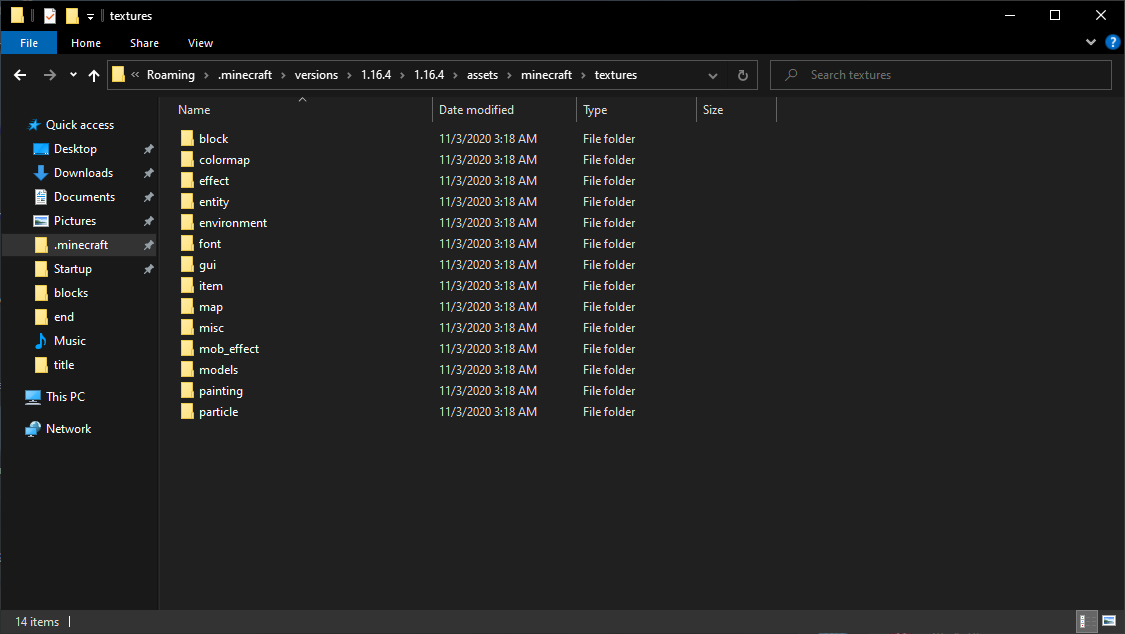 textures
File Home Share View
« Roaming › .minecraft › versions › 1.16.4 › 1.16.4 › assets › minecraft › textures
Search textures
Quick access
Desktop
Downloads
Documents
Pictures
.minecraft
Startup
blocks
end
Music
title
This PC
Network
Name Date modified Type Size
block 11/3/2020 3:18 AM File folder
colormap 11/3/2020 3:18 AM File folder
effect 11/3/2020 3:18 AM File folder
entity 11/3/2020 3:18 AM File folder
environment 11/3/2020 3:18 AM File folder
font 11/3/2020 3:18 AM File folder
gui 11/3/2020 3:18 AM File folder
item 11/3/2020 3:18 AM File folder
map 11/3/2020 3:18 AM File folder
misc 11/3/2020 3:18 AM File folder
mob_effect 11/3/2020 3:18 AM File folder
models 11/3/2020 3:18 AM File folder
painting 11/3/2020 3:18 AM File folder
particle 11/3/2020 3:18 AM File folder
14 items